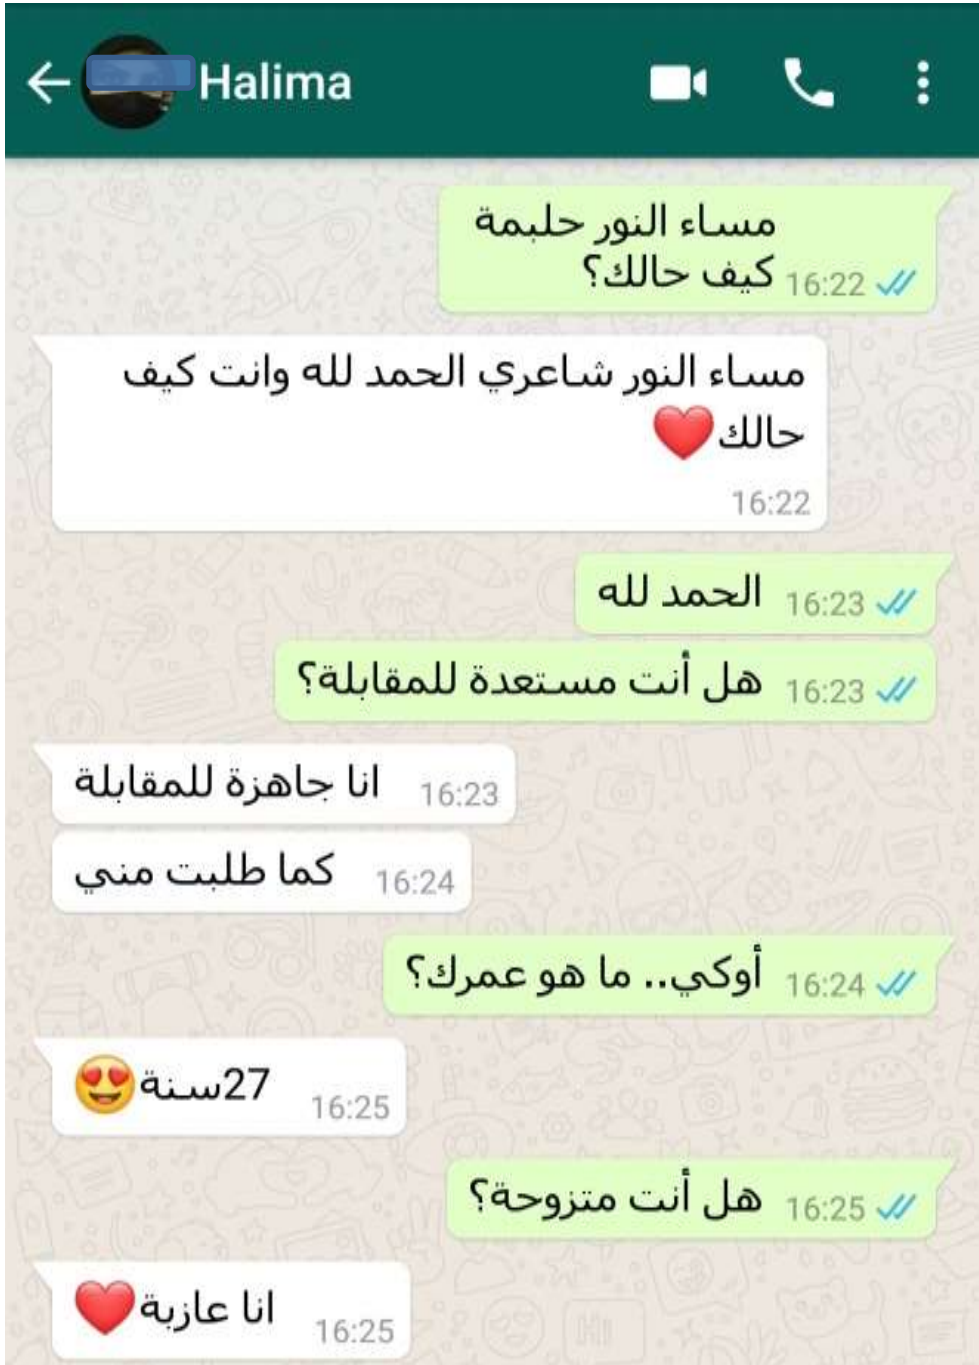 Halima
مساء النور حلبمة
كيف حالك؟ 16:22
مساء النور شاعري الحمد لله وانت كيف
حالك❤️
16:22
الحمد لله 16:23
هل أنت مستعدة للمقابلة؟ 16:23
انا جاهزة للمقابلة 16:23
كما طلبت مني 16:24
أوكي.. ما هو عمرك؟ 16:24
27سنة😍 16:25
هل أنت متزوحة؟ 16:25
انا عازبة❤️ 16:25